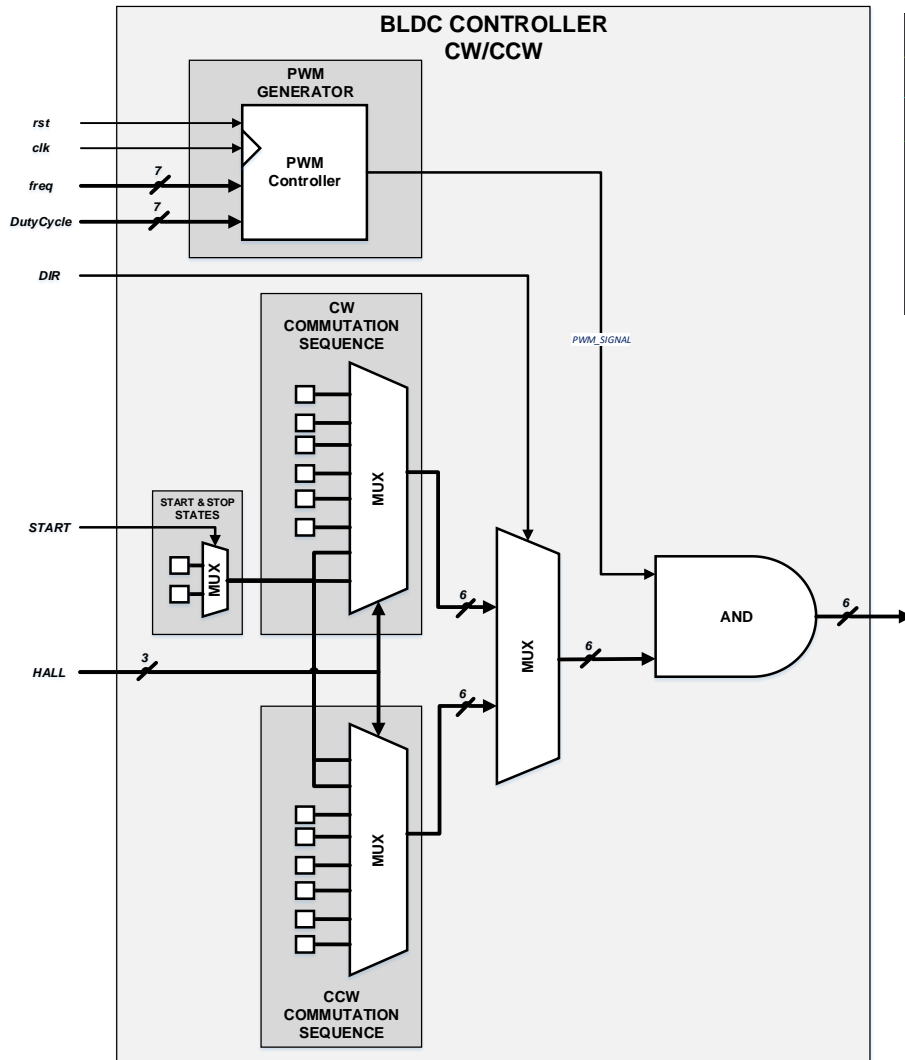 BLDC CONTROLLER
CW/CCW
PWM
GENERATOR
rst
clk
freq
7
DutyCycle
7
PWM
Controller
DIR
CW
COMMUTATION
SEQUENCE
PWM_SIGNAL
MUX
START & STOP
STATES
START
MUX
6
MUX
AND
6
6
HALL
3
6
MUX
CCW
COMMUTATION
SEQUENCE